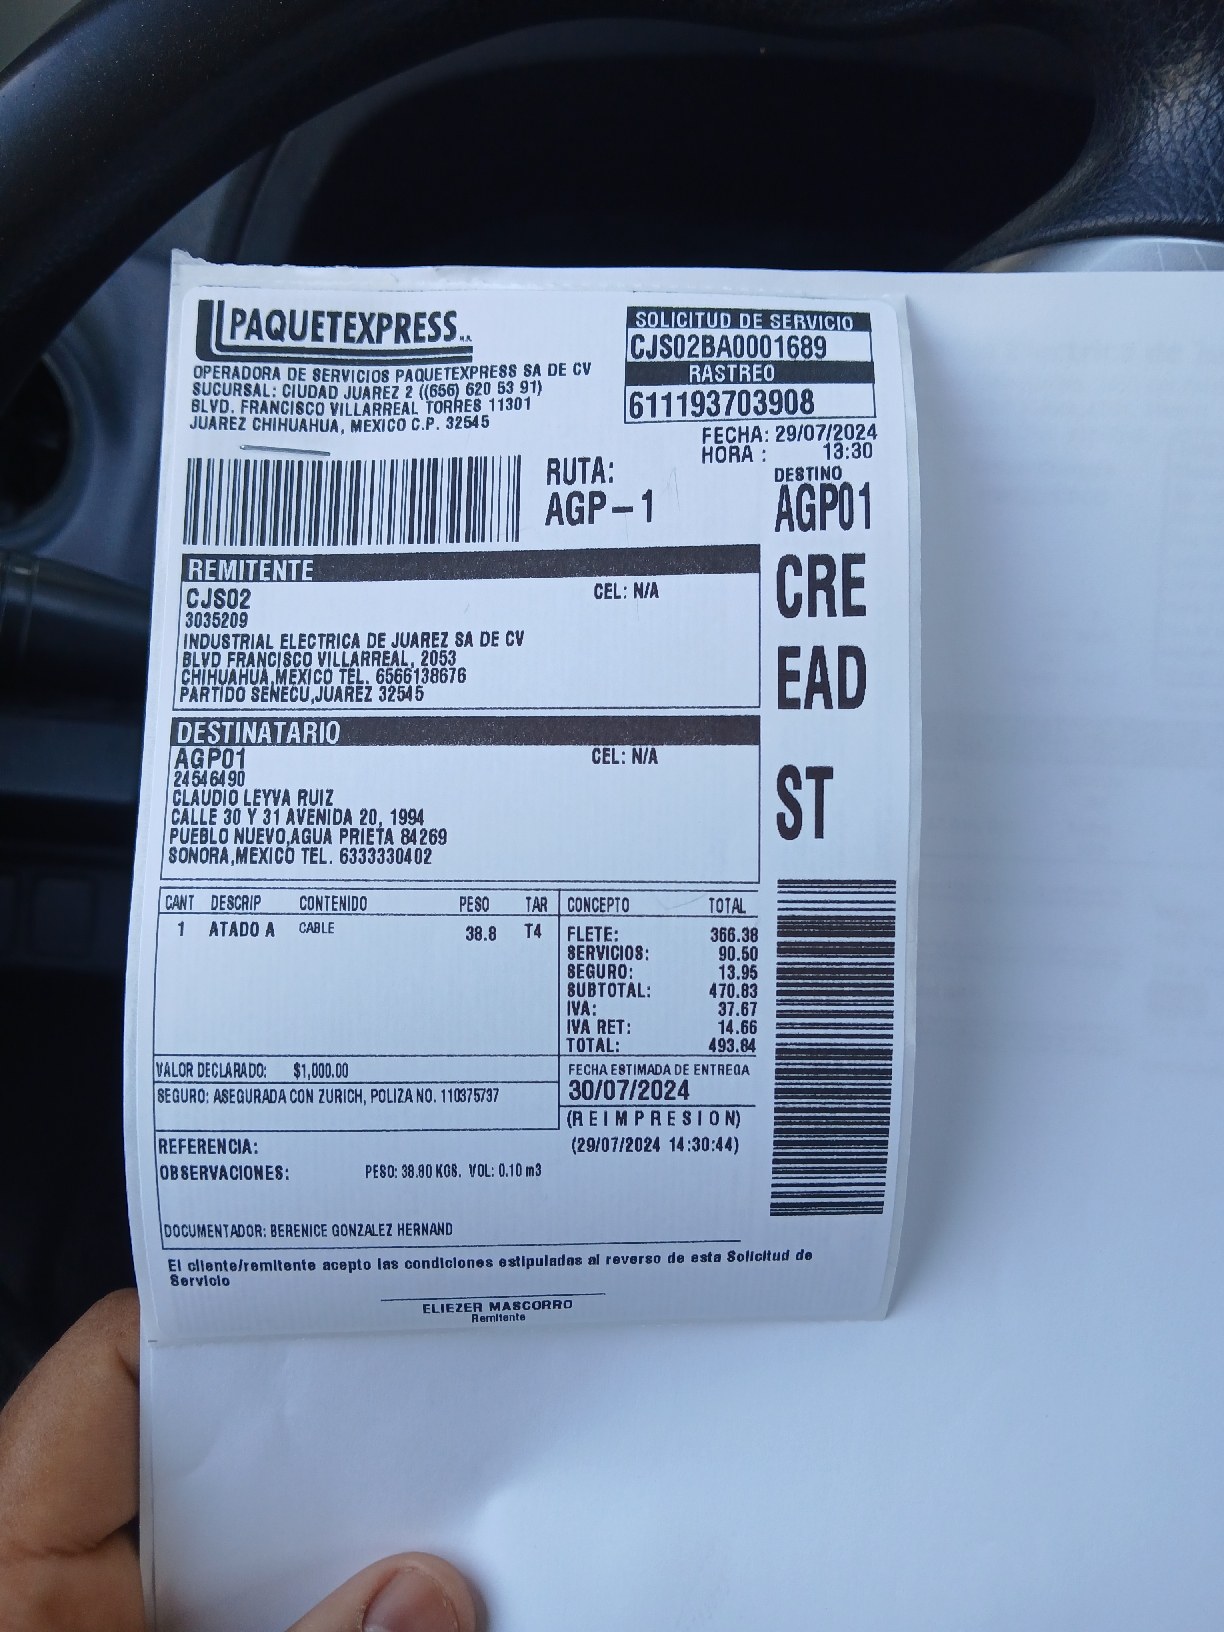 PAQUETEXPRESS
OPERADORA DE SERVICIOS PAQUETEXPRESS SA DE CV
SUCURSAL: CIUDAD JUAREZ 2 ((656) 620 53 91)
BLVD. FRANCISCO VILLARREAL TORRES 11301
JUAREZ CHIHUAHUA, MEXICO C.P. 32545
SOLICITUD DE SERVICIO
CJS02BA0001689
RASTREO
611193703908
FECHA: 29/07/2024
HORA : 13:30
RUTA:
AGP-1
DESTINO
AGP01
CRE
EAD
ST
REMITENTE
CJS02 CEL: N/A
3035209
INDUSTRIAL ELECTRICA DE JUAREZ SA DE CV
BLVD FRANCISCO VILLARREAL, 2053
CHIHUAHUA,MEXICO TEL. 6566138676
PARTIDO SENECU,JUAREZ 32545
DESTINATARIO
AGP01 CEL: N/A
24546490
CLAUDIO LEYVA RUIZ
CALLE 30 Y 31 AVENIDA 20, 1994
PUEBLO NUEVO,AGUA PRIETA 84269
SONORA,MEXICO TEL. 6333330402
CANT DESCRIP CONTENIDO PESO TAR
1 ATADO A CABLE 38.8 T4
CONCEPTO TOTAL
FLETE: 366.38
SERVICIOS: 90.50
SEGURO: 13.95
SUBTOTAL: 470.83
IVA: 37.67
IVA RET: 14.66
TOTAL: 493.84
VALOR DECLARADO: $1,000.00
SEGURO: ASEGURADA CON ZURICH, POLIZA NO. 110375737
FECHA ESTIMADA DE ENTREGA
30/07/2024
(REIMPRESION)
(29/07/2024 14:30:44)
REFERENCIA:
OBSERVACIONES: PESO: 38.80 KGS. VOL: 0.10 m3
DOCUMENTADOR: BERENICE GONZALEZ HERNAND
El cliente/remitente acepto las condiciones estipuladas al reverso de esta Solicitud de
Servicio
ELIEZER MASCORRO
Remitente